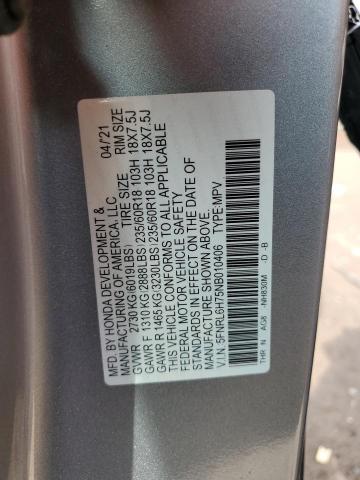 MFD. BY HONDA DEVELOPMENT & 04/21
MANUFACTURING OF AMERICA, LLC
TIRE SIZE RIM SIZE
GVWR 2730 KG(6019LBS)
GAWR F 1310 KG(2888LBS):235/60R18 103H 18X7.5J
GAWR R 1465 KG(3230LBS):235/60R18 103H 18X7.5J
THIS VEHICLE CONFORMS TO ALL APPLICABLE
FEDERAL MOTOR VEHICLE SAFETY
STANDARDS IN EFFECT ON THE DATE OF
MANUFACTURE SHOWN ABOVE.
V.I.N. 5FNRL6H75NB010406 TYPE:MPV
THR N AG8 NH830M -D -B